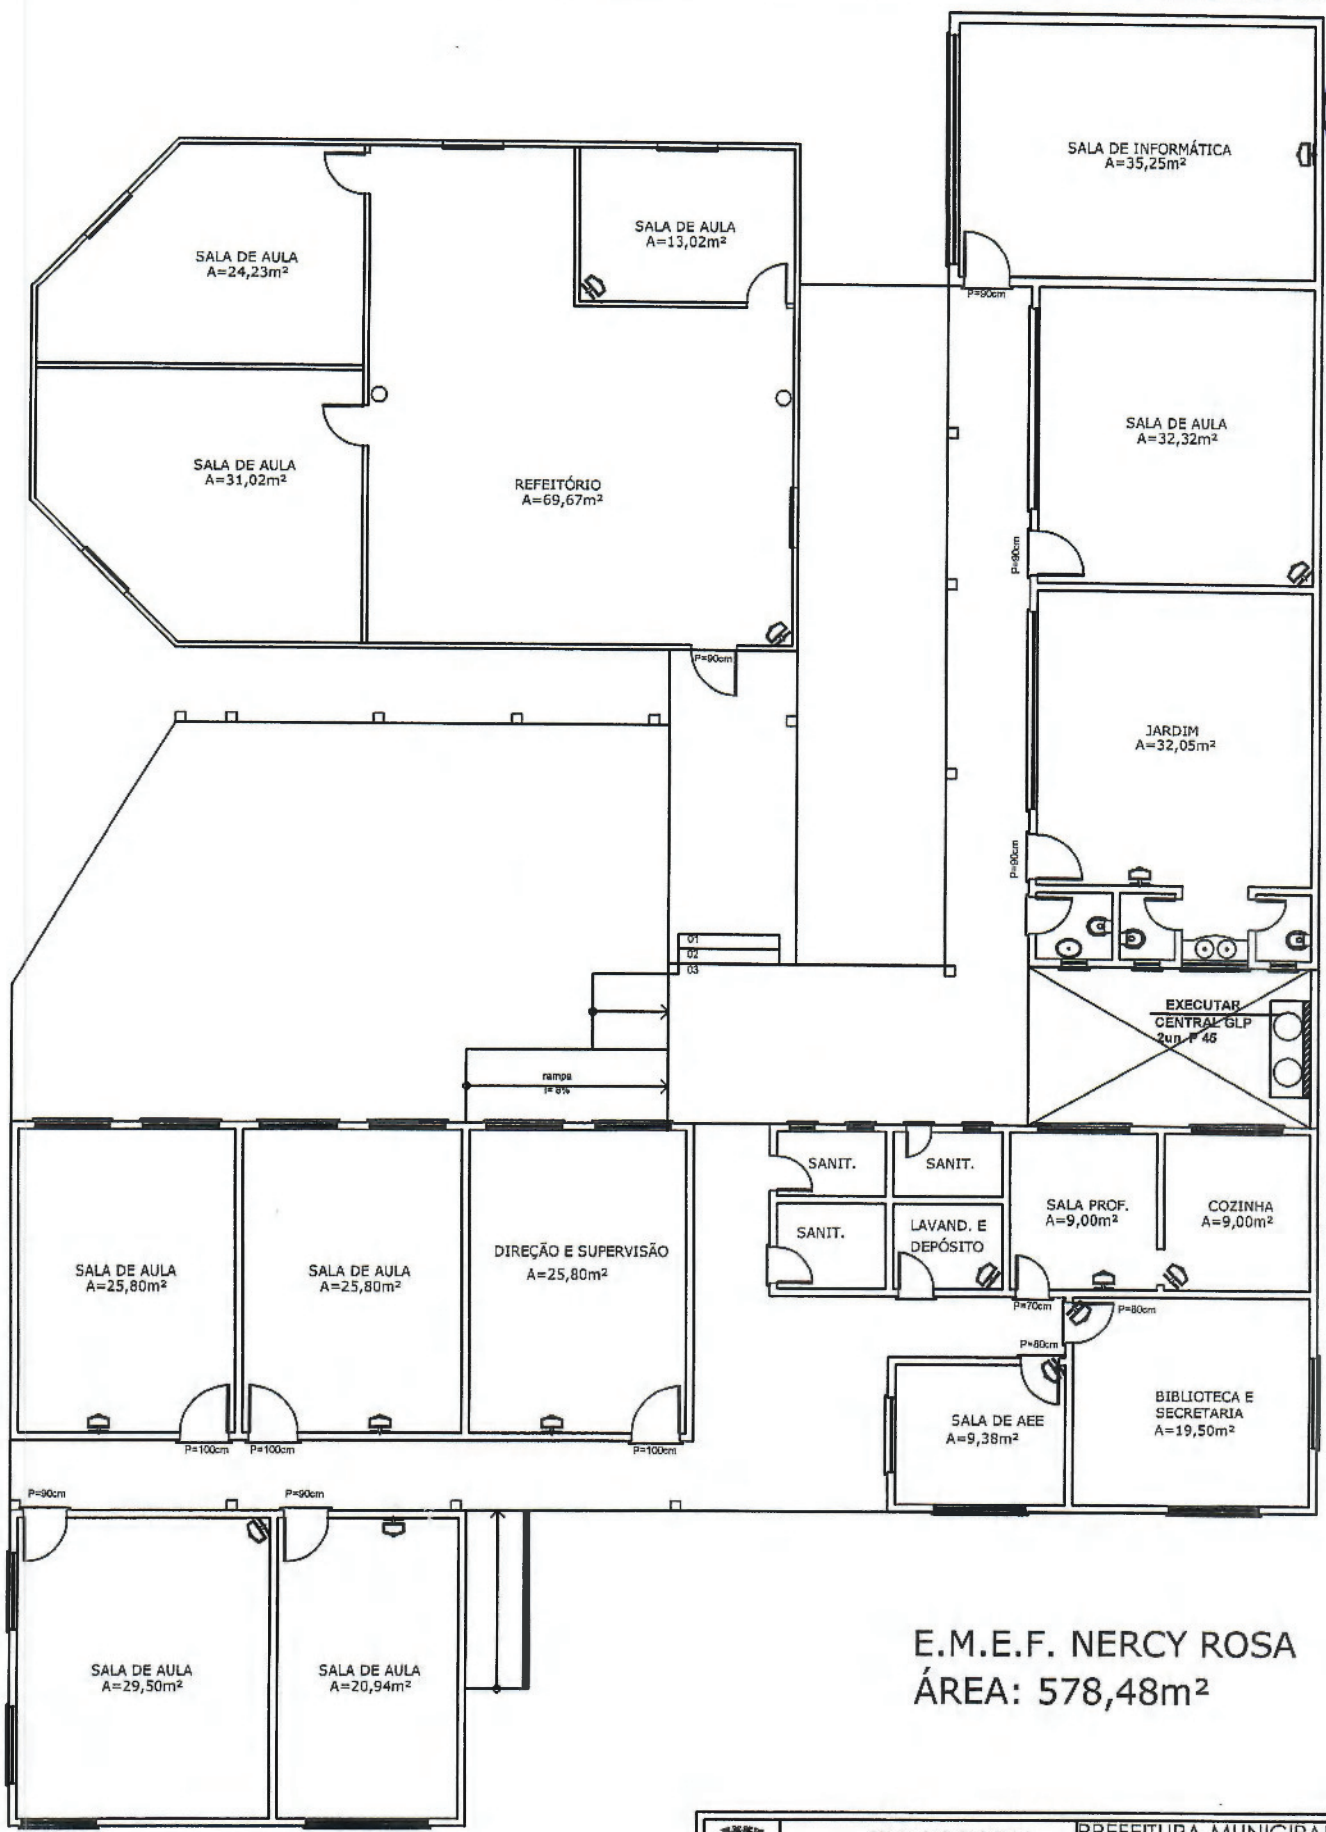 SALA DE INFORMÁTICA
A=35,25m²
SALA DE AULA
A=24,23m²
SALA DE AULA
A=13,02m²
P=90cm
SALA DE AULA
A=32,32m²
SALA DE AULA
A=31,02m²
REFEITÓRIO
A=69,67m²
P=90cm
P=90cm
JARDIM
A=32,05m²
P=90cm
01
02
03
EXECUTAR
CENTRAL GLP
2un. P 45
rampa
i= 8%
SANIT.
SANIT.
SALA PROF.
A=9,00m²
COZINHA
A=9,00m²
SANIT.
LAVAND. E
DEPÓSITO
SALA DE AULA
A=25,80m²
SALA DE AULA
A=25,80m²
DIREÇÃO E SUPERVISÃO
A=25,80m²
P=70cm
P=80cm
P=80cm
BIBLIOTECA E
SECRETARIA
A=19,50m²
SALA DE AEE
A=9,38m²
P=100cm
P=100cm
P=100cm
P=90cm
P=90cm
SALA DE AULA
A=29,50m²
SALA DE AULA
A=20,94m²
E.M.E.F. NERCY ROSA
ÁREA: 578,48m²
PREFEITURA MUNICIPAL